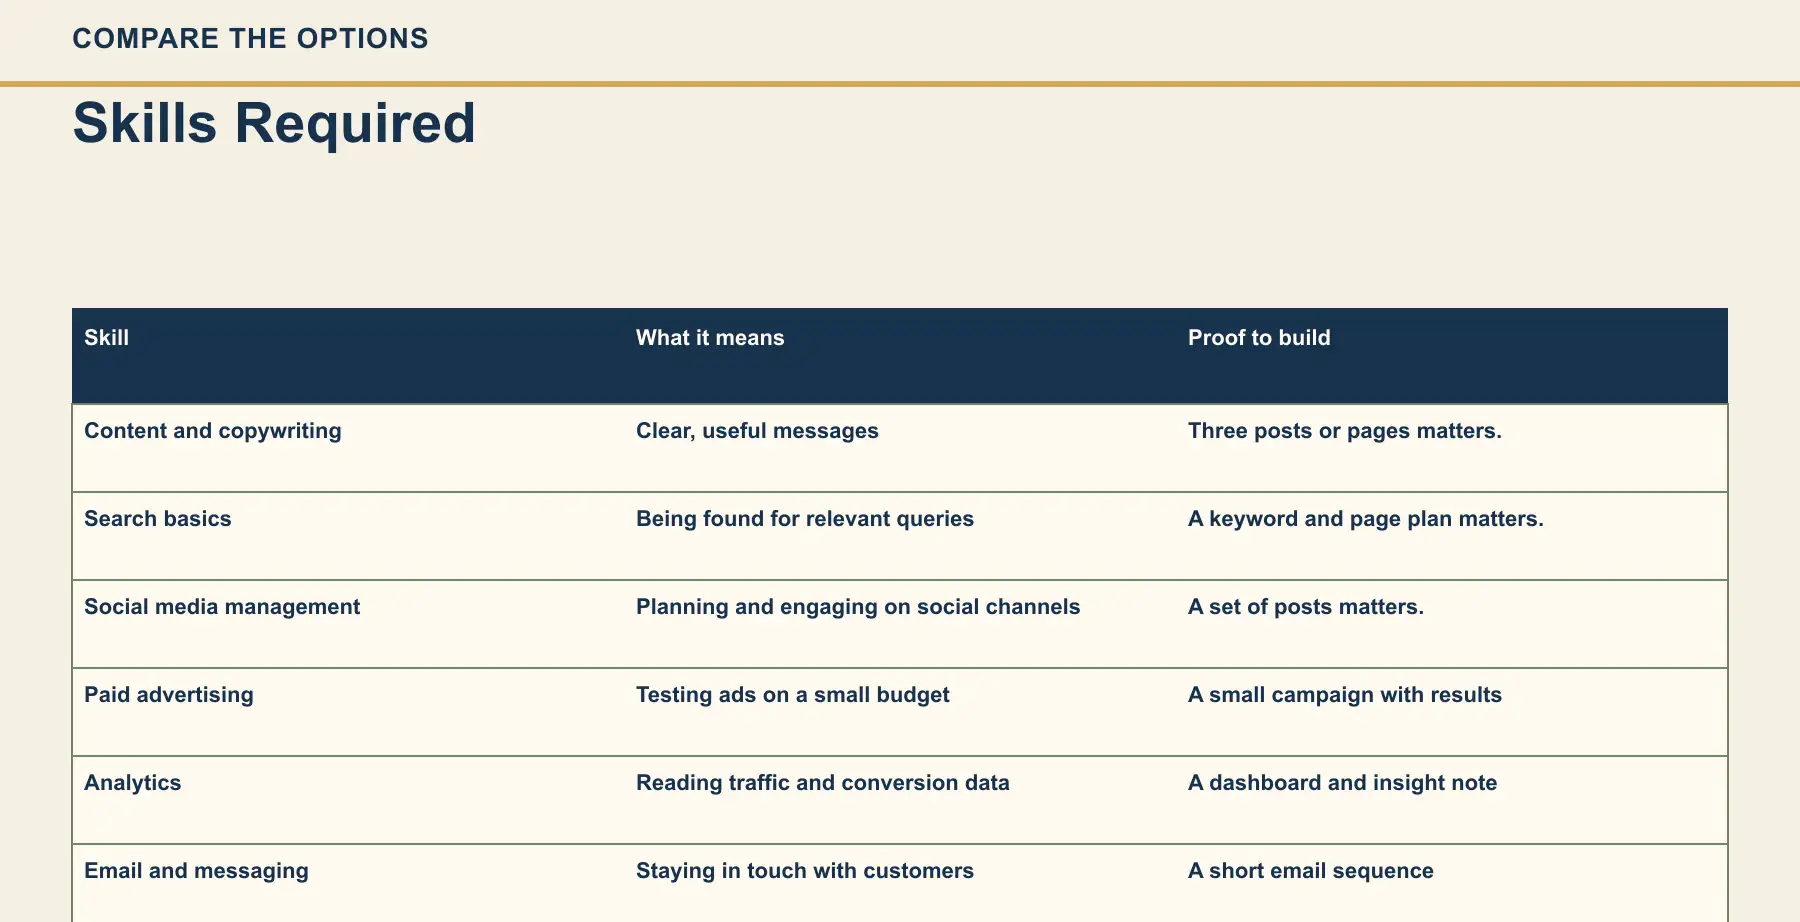 COMPARE THE OPTIONS
Skills Required
Skill What it means Proof to build
Content and copywriting Clear, useful messages Three posts or pages matters.
Search basics Being found for relevant queries A keyword and page plan matters.
Social media management Planning and engaging on social channels A set of posts matters.
Paid advertising Testing ads on a small budget A small campaign with results
Analytics Reading traffic and conversion data A dashboard and insight note
Email and messaging Staying in touch with customers A short email sequence